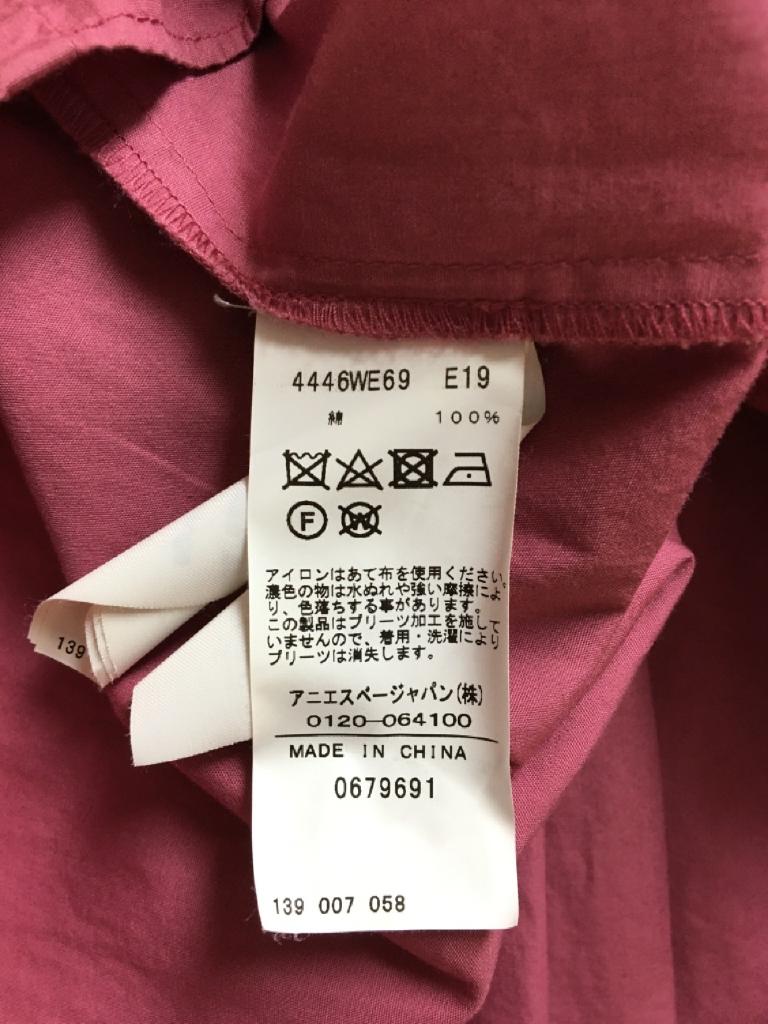 4446WE69 E19
綿 100%
F
W
アイロンはあて布を使用ください。
濃色の物は水ぬれや強い摩擦によ
り、色落ちする事があります。
この製品はプリーツ加工を施して
いませんので、着用・洗濯により
プリーツは消失します。
アニエスベージャパン(株)
0120-064100
MADE IN CHINA
0679691
139 007 058
139